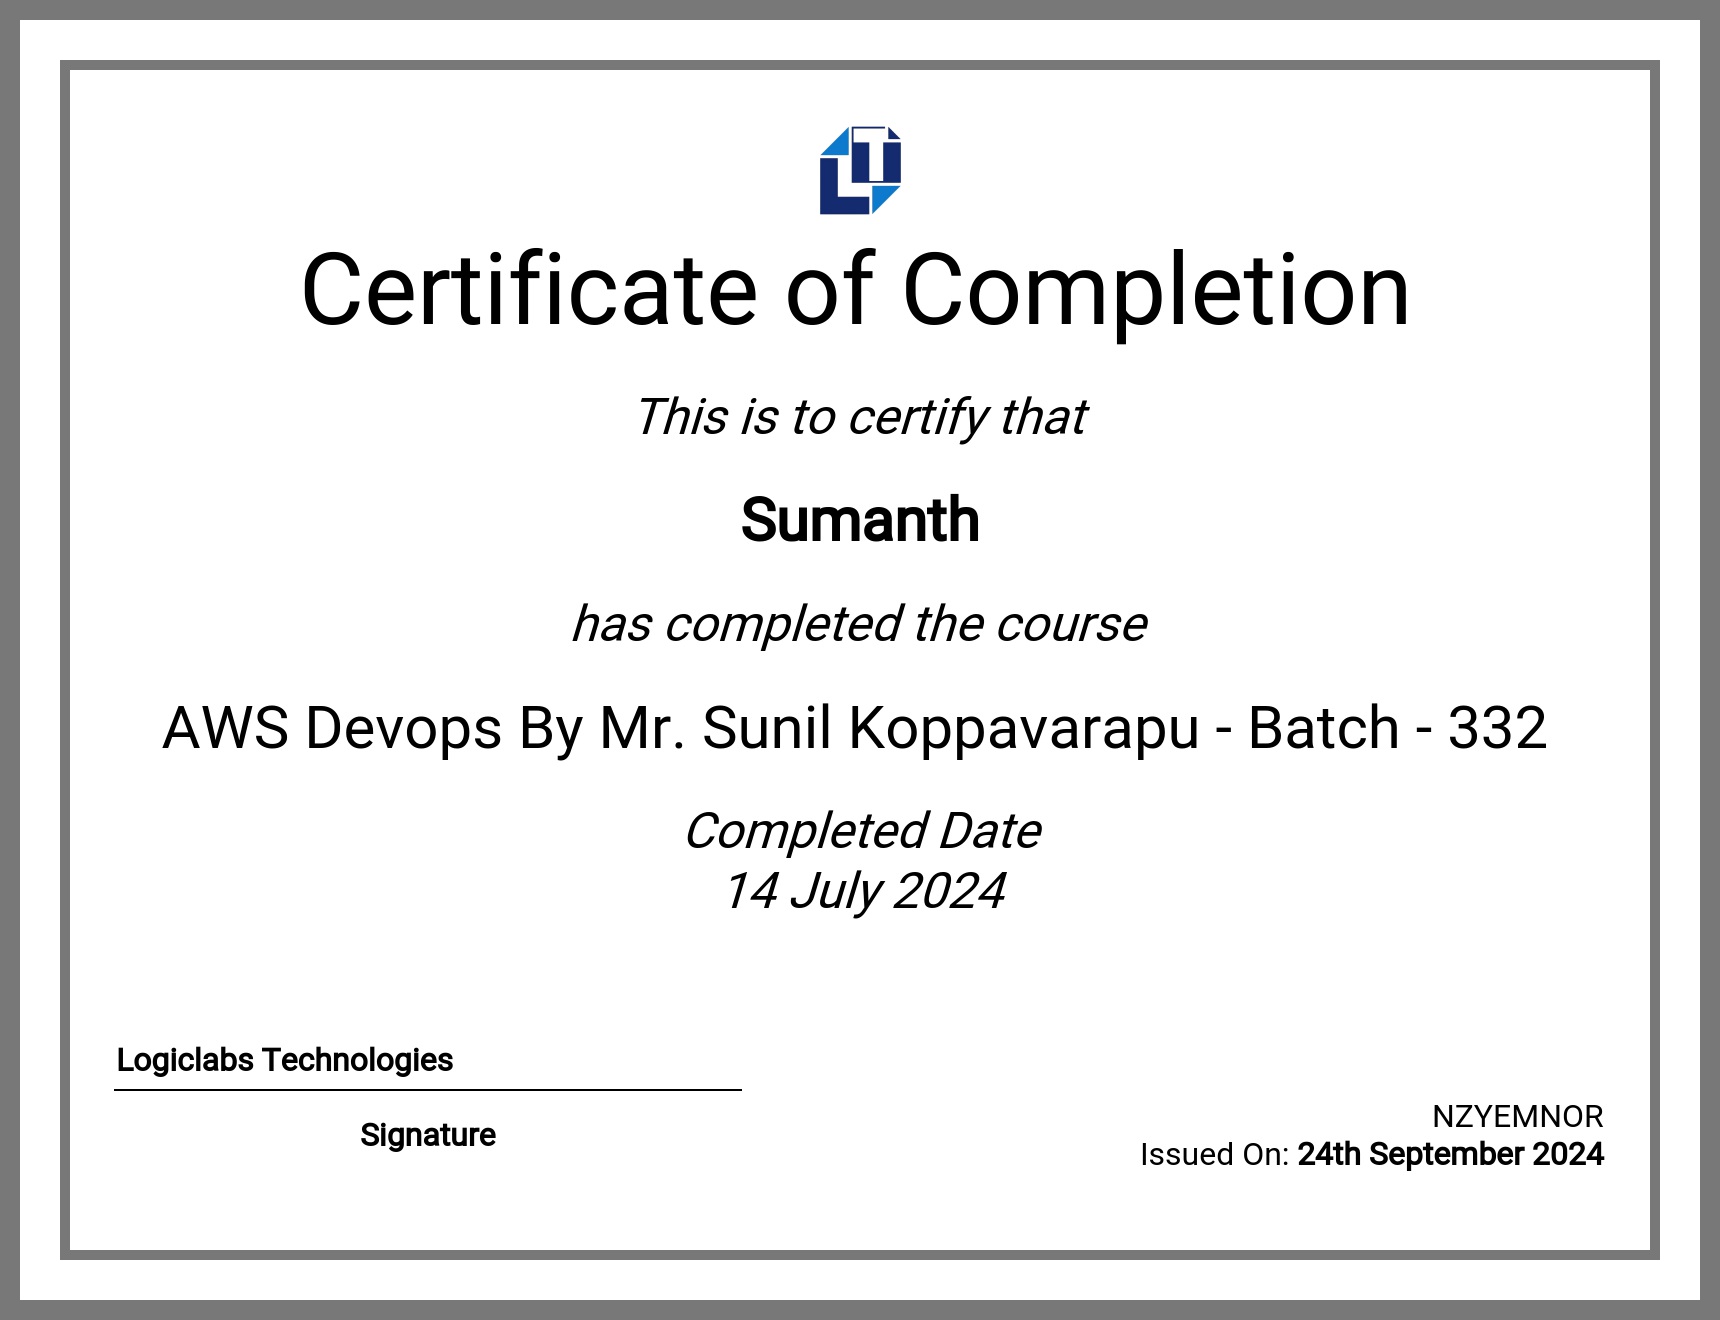 LT
Certificate of Completion
This is to certify that
Sumanth
has completed the course
AWS Devops By Mr. Sunil Koppavarapu - Batch - 332
Completed Date
14 July 2024
Logiclabs Technologies
Signature
NZYEMNOR
Issued On: 24th September 2024